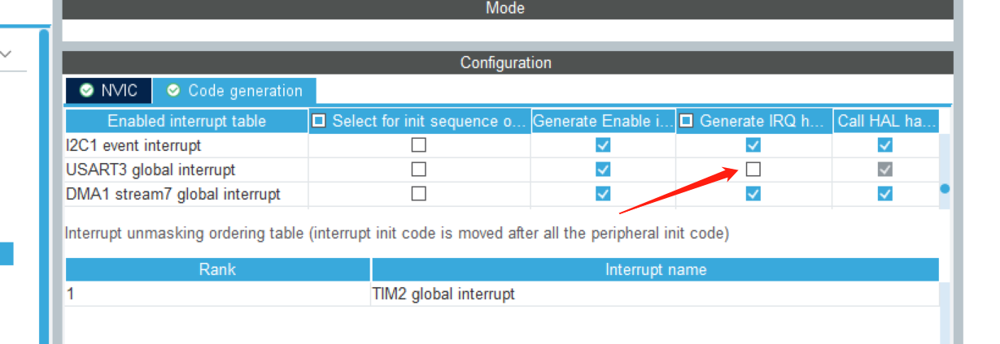 Mode
Configuration
NVIC Code generation
Enabled interrupt table Select for init sequence o... Generate Enable i... Generate IRQ h... Call HAL ha...
I2C1 event interrupt
USART3 global interrupt
DMA1 stream7 global interrupt
Interrupt unmasking ordering table (interrupt init code is moved after all the peripheral init code)
Rank Interrupt name
1 TIM2 global interrupt